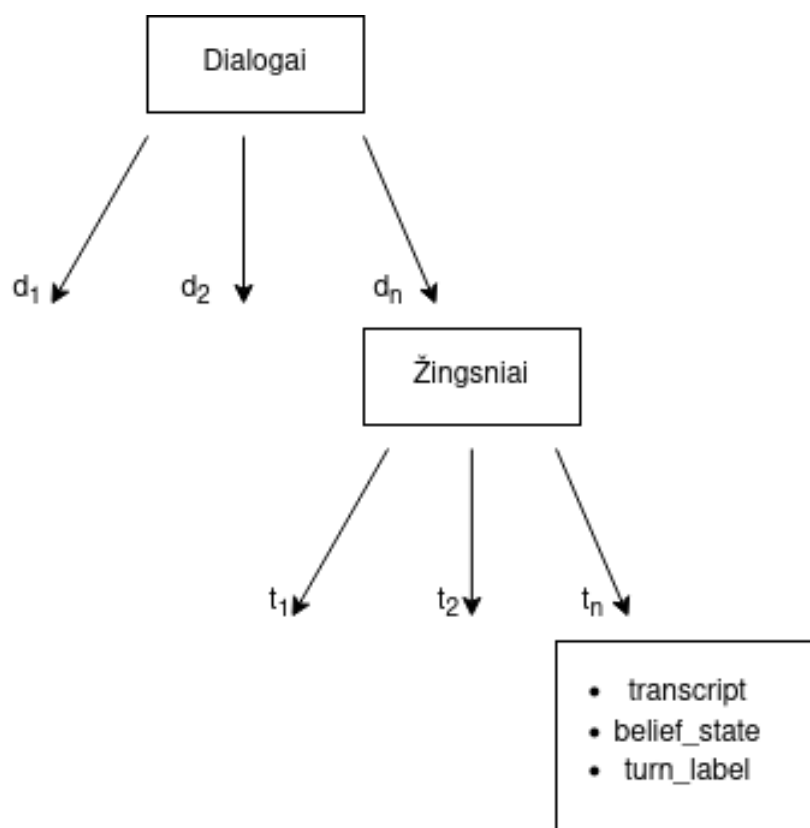 Dialogai
d₁ d₂ dₙ
Žingsniai
t₁ t₂ tₙ
• transcript
• belief_state
• turn_label